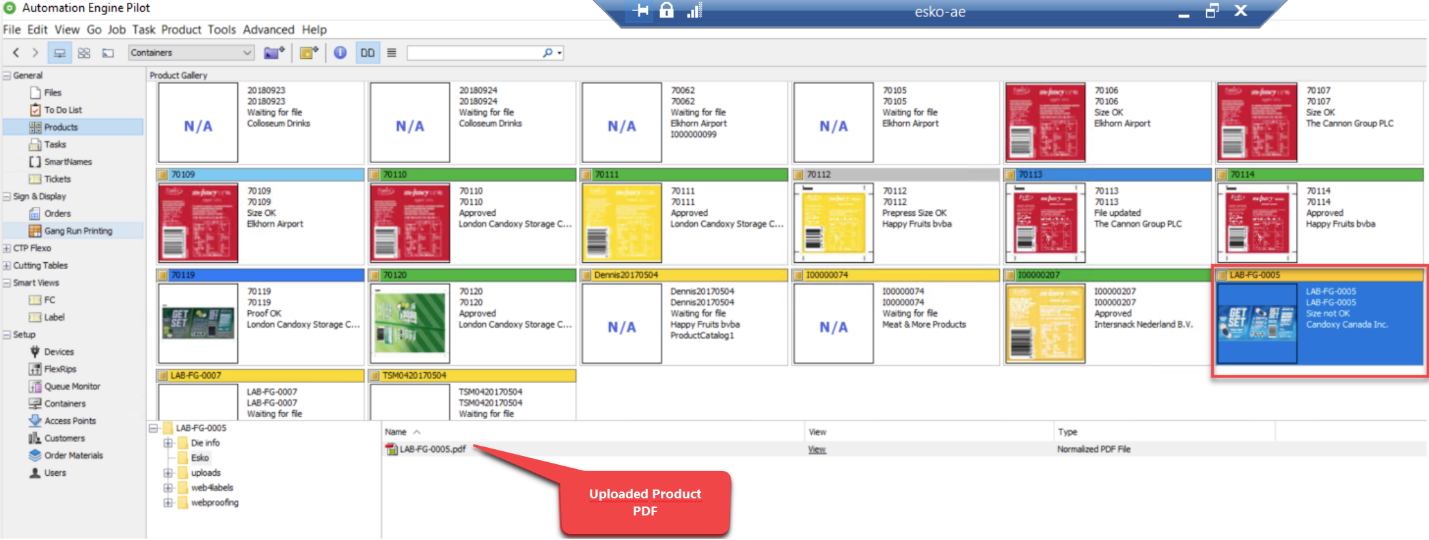 Automation Engine Pilot
esko-ae
File Edit View Go Job Task Product Tools Advanced Help
Containers
General
Files
To Do List
Products
Tasks
SmartNames
Tickets
Sign & Display
Orders
Gang Run Printing
CTP Flexo
Cutting Tables
Smart Views
FC
Label
Setup
Devices
FlexRips
Queue Monitor
Containers
Access Points
Customers
Order Materials
Users
Product Gallery
N/A
20180923
20180923
Waiting for file
Colloseum Drinks
N/A
20180924
20180924
Waiting for file
Colloseum Drinks
N/A
70062
70062
Waiting for file
Elkhorn Airport
I000000099
N/A
70105
70105
Waiting for file
Elkhorn Airport
70106
70106
Size OK
Elkhorn Airport
70107
70107
Size OK
The Cannon Group PLC
70109
70109
70109
Size OK
Elkhorn Airport
70110
70110
70110
Approved
London Candoxy Storage C...
70111
70111
70111
Approved
London Candoxy Storage C...
70112
70112
70112
Prepress Size OK
Happy Fruits bvba
70113
70113
70113
File updated
The Cannon Group PLC
70114
70114
70114
Approved
Happy Fruits bvba
70119
GET
SET
70119
70119
Proof OK
London Candoxy Storage C...
70120
70120
70120
Approved
London Candoxy Storage C...
Dennis20170504
N/A
Dennis20170504
Dennis20170504
Waiting for file
Happy Fruits bvba
ProductCatalog1
I00000074
N/A
I00000074
I00000074
Waiting for file
Meat & More Products
I00000207
I00000207
I00000207
Approved
Intersnack Nederland B.V.
LAB-FG-0005
GET
SET
LAB-FG-0005
LAB-FG-0005
Size not OK
Candoxy Canada Inc.
LAB-FG-0007
LAB-FG-0007
LAB-FG-0007
Waiting for file
TSM0420170504
TSM0420170504
TSM0420170504
Waiting for file
LAB-FG-0005
Die info
Esko
uploads
web4labels
webproofing
Name View Type
LAB-FG-0005.pdf View Normalized PDF File
Uploaded Product
PDF